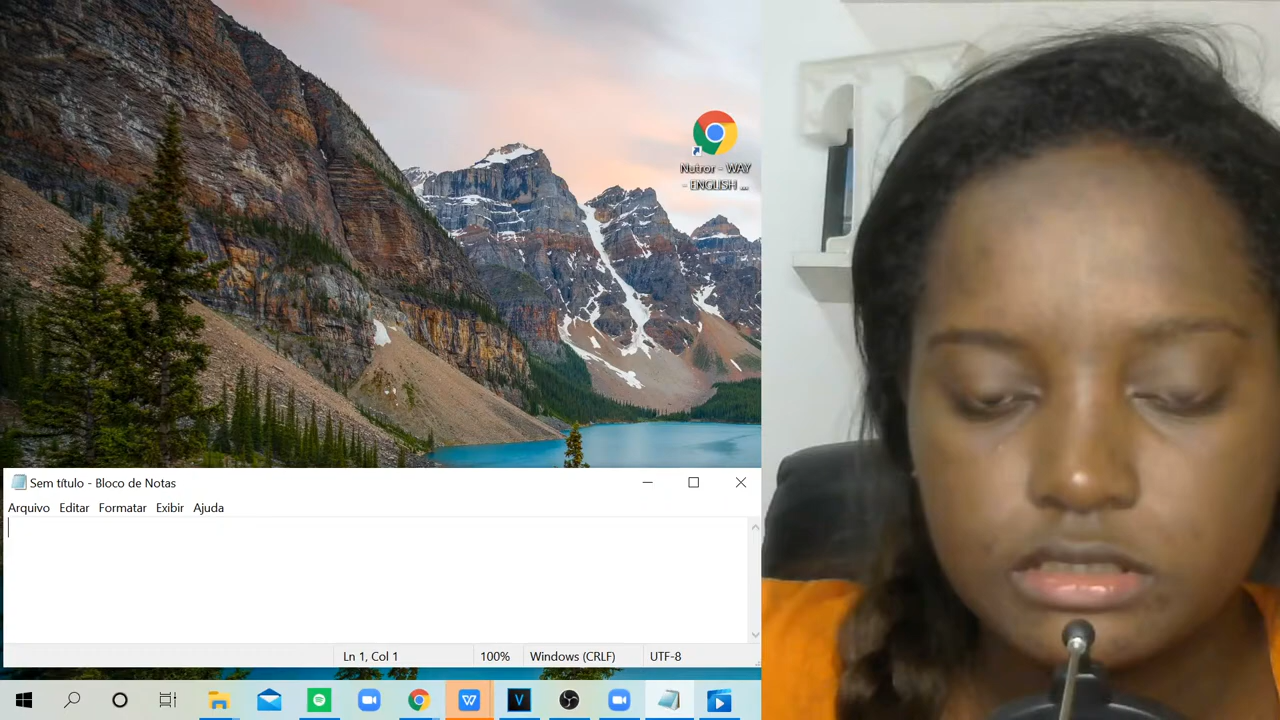 Nutror - WAY
- ENGLISH ...
Sem título - Bloco de Notas
Arquivo Editar Formatar Exibir Ajuda
Ln 1, Col 1 100% Windows (CRLF) UTF-8